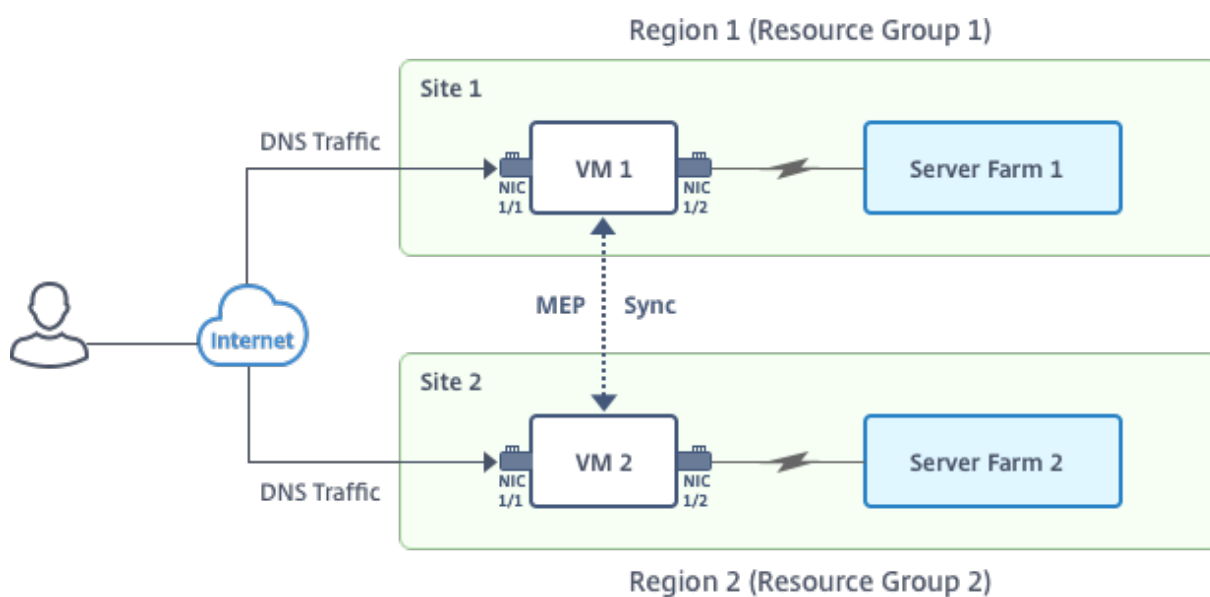 Region 1 (Resource Group 1)
Site 1
DNS Traffic
VM 1
NIC
1/1
NIC
1/2
Server Farm 1
MEP
Sync
Internet
Site 2
VM 2
NIC
1/1
NIC
1/2
Server Farm 2
DNS Traffic
Region 2 (Resource Group 2)